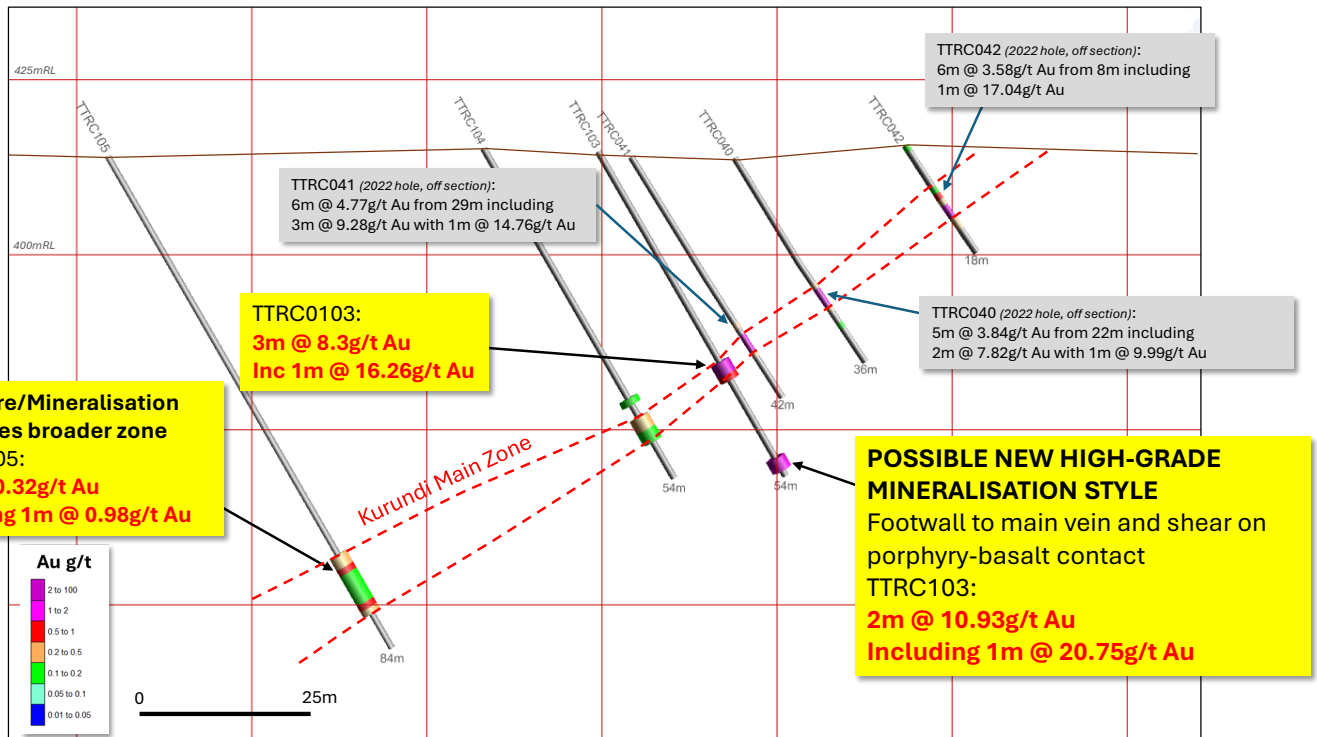 425mRL
400mRL
TTRC105
TTRC104
TTRC103
TTRC041
TTRC040
TTRC042
TTRC042 (2022 hole, off section):
6m @ 3.58g/t Au from 8m including
1m @ 17.04g/t Au
TTRC041 (2022 hole, off section):
6m @ 4.77g/t Au from 29m including
3m @ 9.28g/t Au with 1m @ 14.76g/t Au
18m
TTRC0103:
3m @ 8.3g/t Au
Inc 1m @ 16.26g/t Au
TTRC040 (2022 hole, off section):
5m @ 3.84g/t Au from 22m including
2m @ 7.82g/t Au with 1m @ 9.99g/t Au
36m
42m
re/Mineralisation
es broader zone
05:
0.32g/t Au
ng 1m @ 0.98g/t Au
Kurundi Main Zone
54m
54m
POSSIBLE NEW HIGH-GRADE
MINERALISATION STYLE
Footwall to main vein and shear on
porphyry-basalt contact
TTRC103:
2m @ 10.93g/t Au
Including 1m @ 20.75g/t Au
Au g/t
2 to 100
1 to 2
0.5 to 1
0.2 to 0.5
0.1 to 0.2
0.05 to 0.1
0.01 to 0.05
84m
0
25m